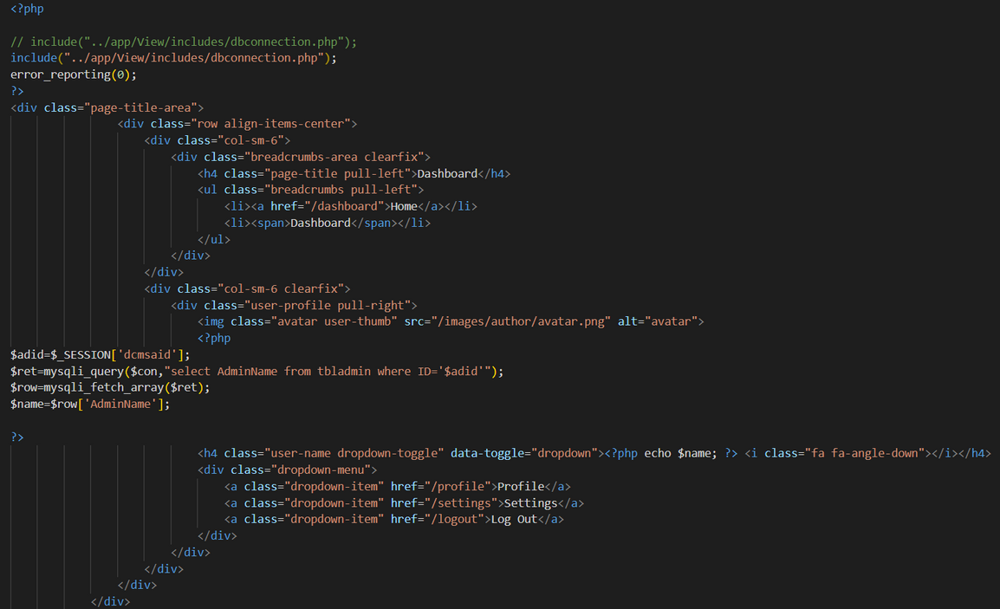 <?php
// include("../app/View/includes/dbconnection.php");
include("../app/View/includes/dbconnection.php");
error_reporting(0);
?>
<div class="page-title-area">
<div class="row align-items-center">
<div class="col-sm-6">
<div class="breadcrumbs-area clearfix">
<h4 class="page-title pull-left">Dashboard</h4>
<ul class="breadcrumbs pull-left">
<li><a href="/dashboard">Home</a></li>
<li><span>Dashboard</span></li>
</ul>
</div>
</div>
<div class="col-sm-6 clearfix">
<div class="user-profile pull-right">
<img class="avatar user-thumb" src="/images/author/avatar.png" alt="avatar">
<?php
$adid=$_SESSION['dcmsaid'];
$ret=mysqli_query($con,"select AdminName from tbladmin where ID='$adid'");
$row=mysqli_fetch_array($ret);
$name=$row['AdminName'];
?>
<h4 class="user-name dropdown-toggle" data-toggle="dropdown"><?php echo $name; ?> <i class="fa fa-angle-down"></i></h4>
<div class="dropdown-menu">
<a class="dropdown-item" href="/profile">Profile</a>
<a class="dropdown-item" href="/settings">Settings</a>
<a class="dropdown-item" href="/logout">Log Out</a>
</div>
</div>
</div>
</div>
</div>